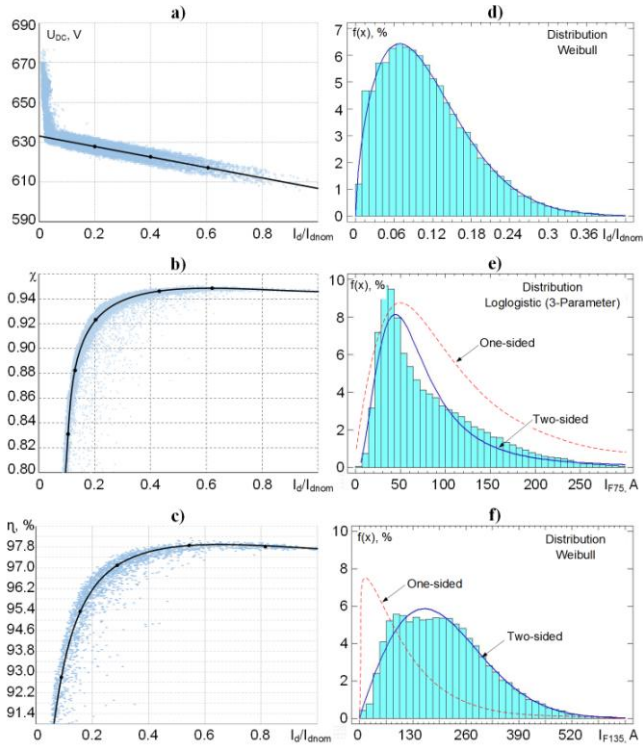 a)
U_DC, V
690
670
650
630
610
590
0 0.2 0.4 0.6 0.8 I_d/I_dnom
d)
f(x), %
Distribution
Weibull
7
6
5
4
3
2
1
0
0 0.06 0.12 0.18 0.24 0.3 0.36 I_d/I_dnom
b)
χ
0.94
0.92
0.90
0.88
0.86
0.84
0.82
0.80
0 0.2 0.4 0.6 0.8 I_d/I_dnom
e)
f(x), %
Distribution
Loglogistic (3-Parameter)
One-sided
Two-sided
10
8
6
4
2
0
0 50 100 150 200 250 I_F75, A
c)
η, %
97.8
97.0
96.2
95.4
94.6
93.8
93.0
92.2
91.4
0 0.2 0.4 0.6 0.8 I_d/I_dnom
f)
f(x), %
Distribution
Weibull
One-sided
Two-sided
10
8
6
4
2
0
0 130 260 390 520 I_F135, A